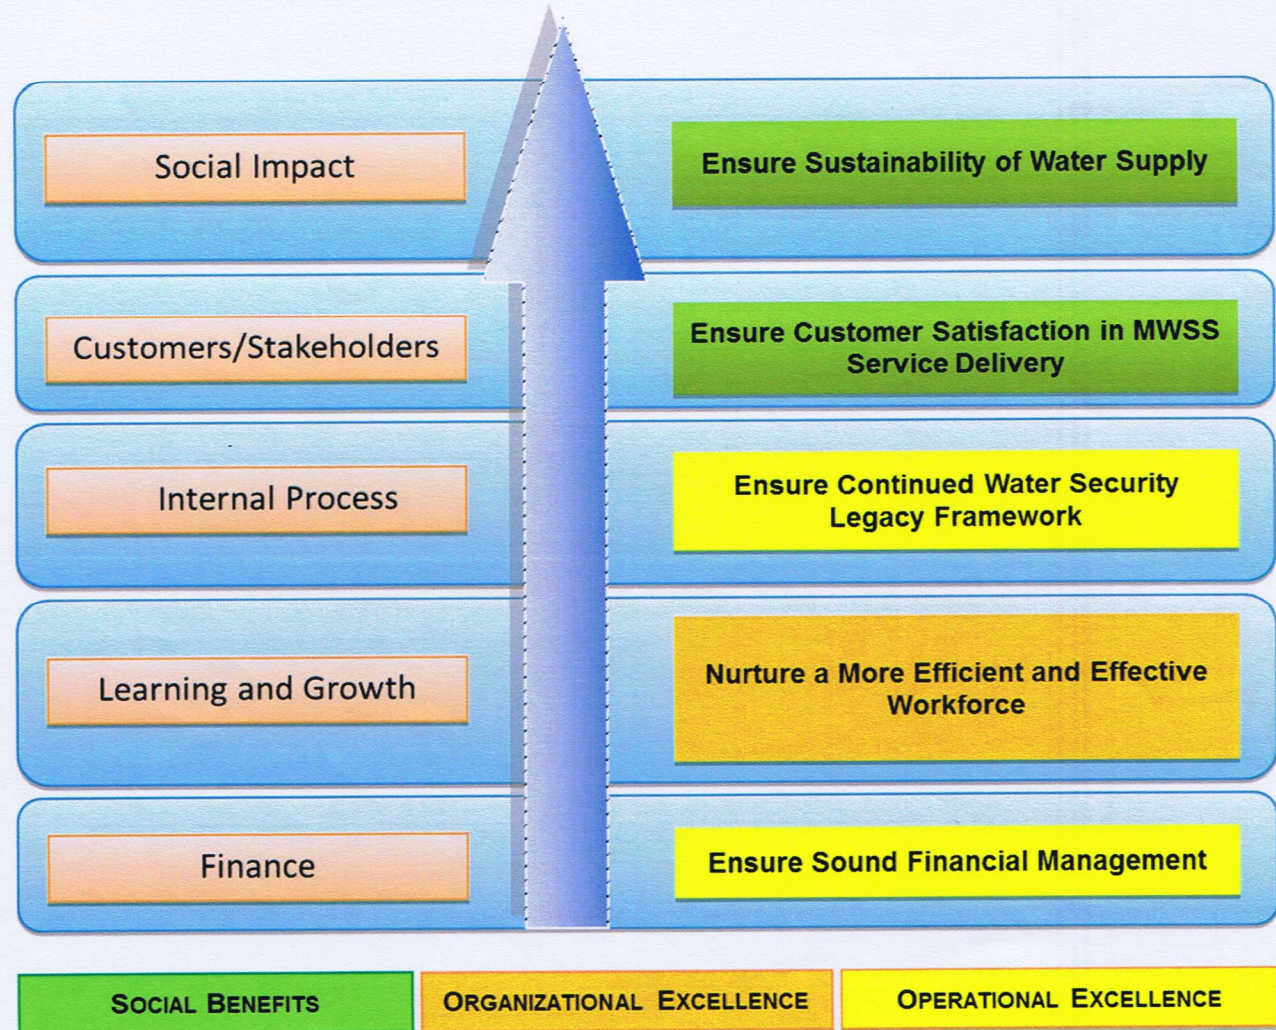 Social Impact
Ensure Sustainability of Water Supply
Customers/Stakeholders
Ensure Customer Satisfaction in MWSS
Service Delivery
Internal Process
Ensure Continued Water Security
Legacy Framework
Learning and Growth
Nurture a More Efficient and Effective
Workforce
Finance
Ensure Sound Financial Management
SOCIAL BENEFITS
ORGANIZATIONAL EXCELLENCE
OPERATIONAL EXCELLENCE